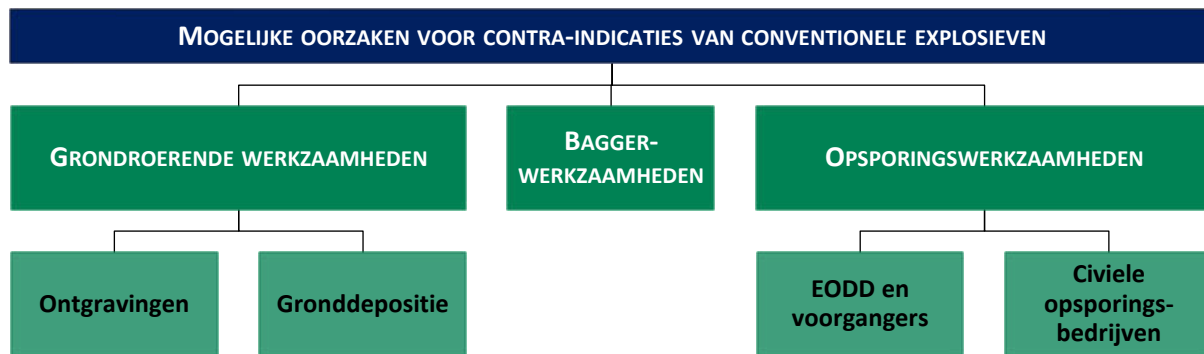 MOGELIJKE OORZAKEN VOOR CONTRA-INDICATIES VAN CONVENTIONELE EXPLOSIEVEN
GRONDROERENDE WERKZAAMHEDEN
BAGGER-
WERKZAAMHEDEN
OPSPORINGSWERKZAAMHEDEN
Ontgravingen
Gronddepositie
EODD en
voorgangers
Civiele
opsporings-
bedrijven